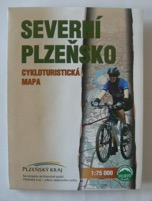 SEVERNÍ
PLZEŇSKO
CYKLOTURISTICKÁ
MAPA
PLZEŇSKÝ KRAJ
1:75 000